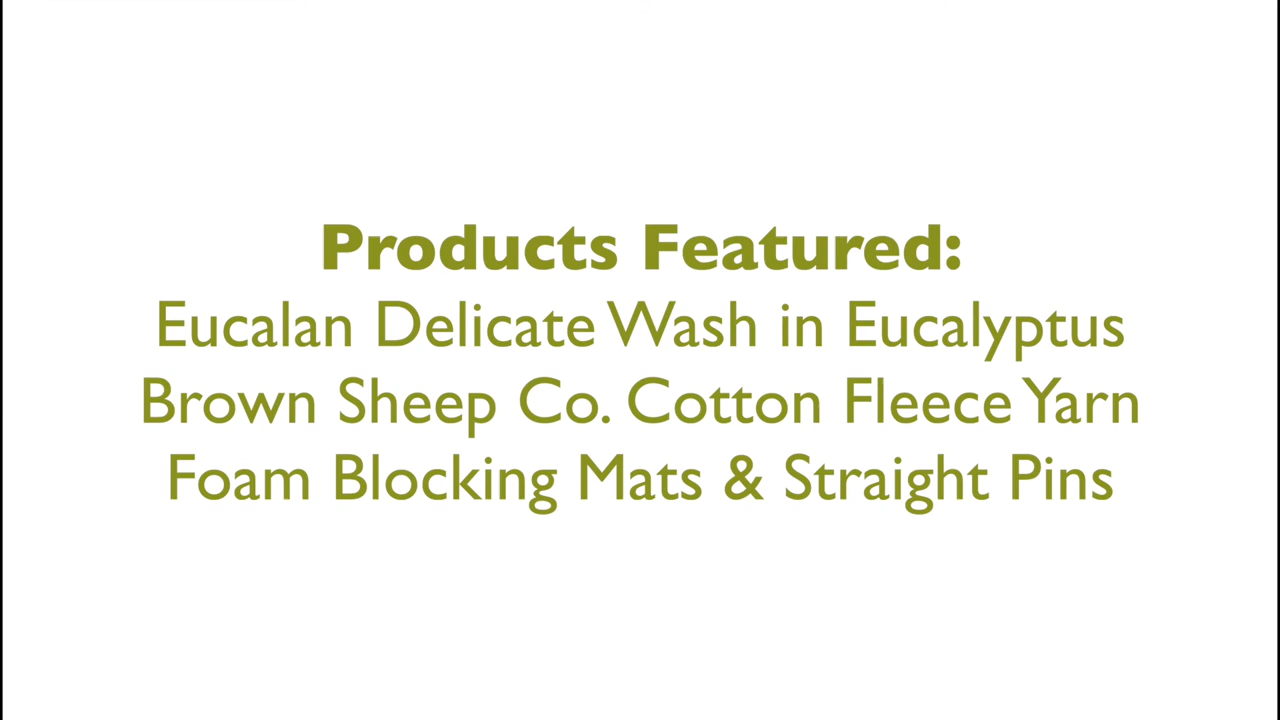 Products Featured:
Eucalan Delicate Wash in Eucalyptus
Brown Sheep Co. Cotton Fleece Yarn
Foam Blocking Mats & Straight Pins